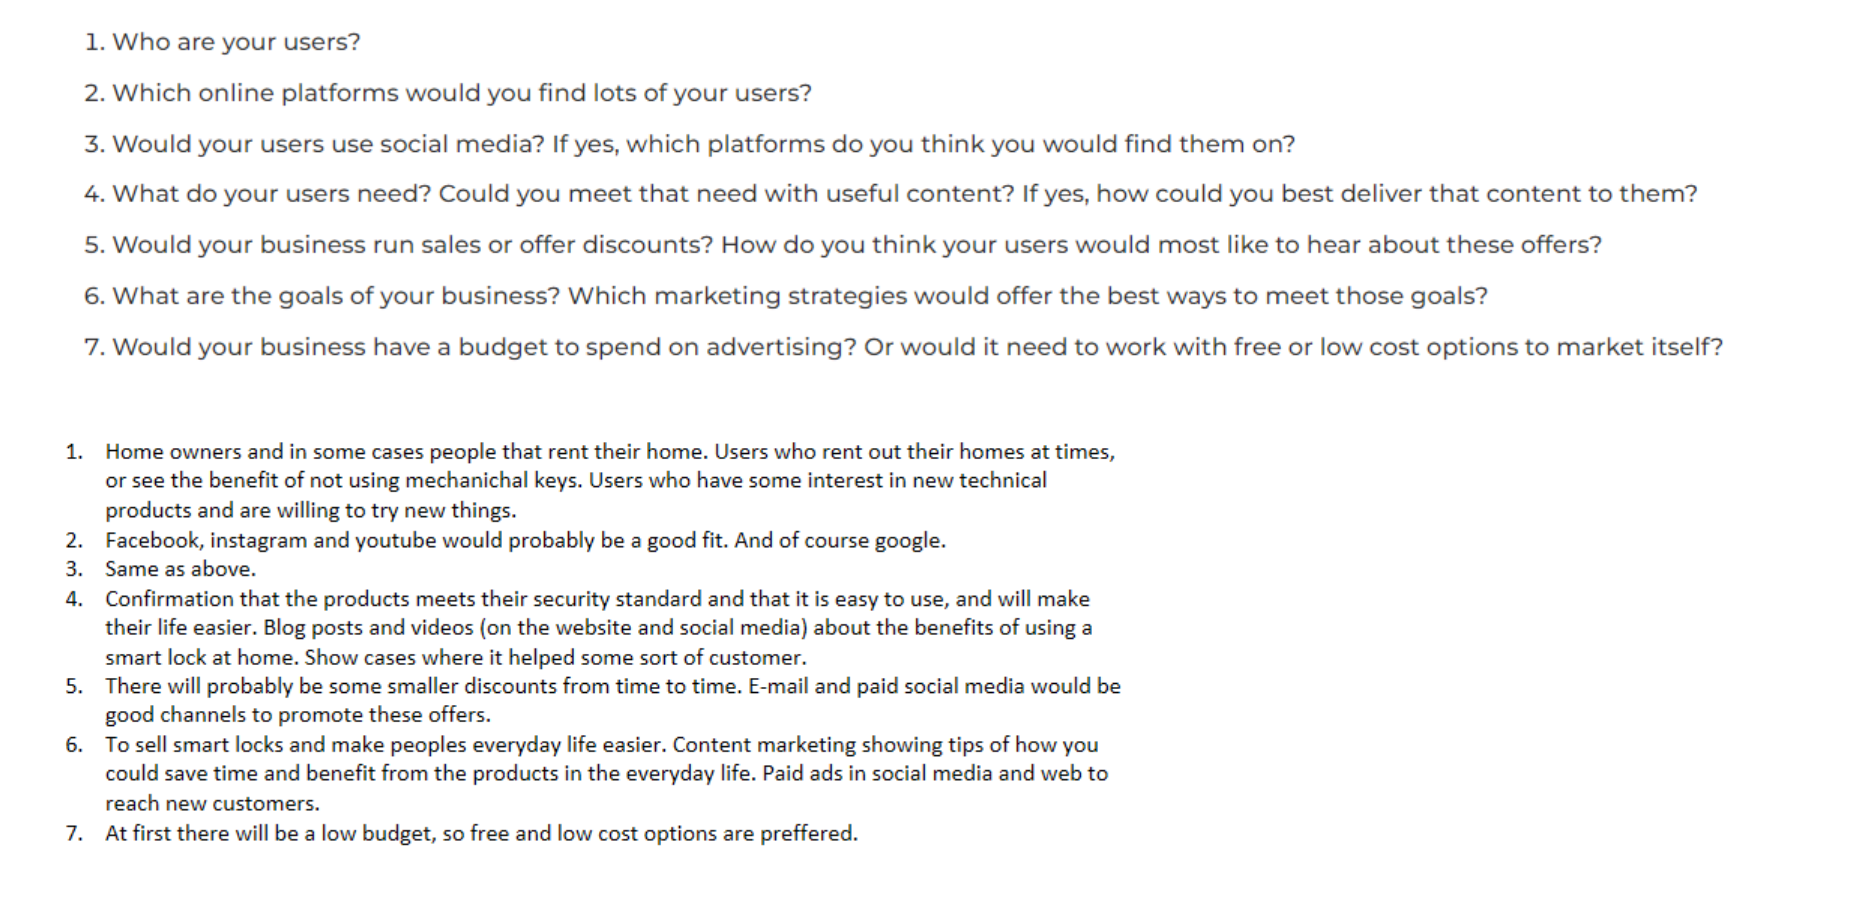 1. Who are your users?
2. Which online platforms would you find lots of your users?
3. Would your users use social media? If yes, which platforms do you think you would find them on?
4. What do your users need? Could you meet that need with useful content? If yes, how could you best deliver that content to them?
5. Would your business run sales or offer discounts? How do you think your users would most like to hear about these offers?
6. What are the goals of your business? Which marketing strategies would offer the best ways to meet those goals?
7. Would your business have a budget to spend on advertising? Or would it need to work with free or low cost options to market itself?
1. Home owners and in some cases people that rent their home. Users who rent out their homes at times,
or see the benefit of not using mechanichal keys. Users who have some interest in new technical
products and are willing to try new things.
2. Facebook, instagram and youtube would probably be a good fit. And of course google.
3. Same as above.
4. Confirmation that the products meets their security standard and that it is easy to use, and will make
their life easier. Blog posts and videos (on the website and social media) about the benefits of using a
smart lock at home. Show cases where it helped some sort of customer.
5. There will probably be some smaller discounts from time to time. E-mail and paid social media would be
good channels to promote these offers.
6. To sell smart locks and make peoples everyday life easier. Content marketing showing tips of how you
could save time and benefit from the products in the everyday life. Paid ads in social media and web to
reach new customers.
7. At first there will be a low budget, so free and low cost options are preffered.